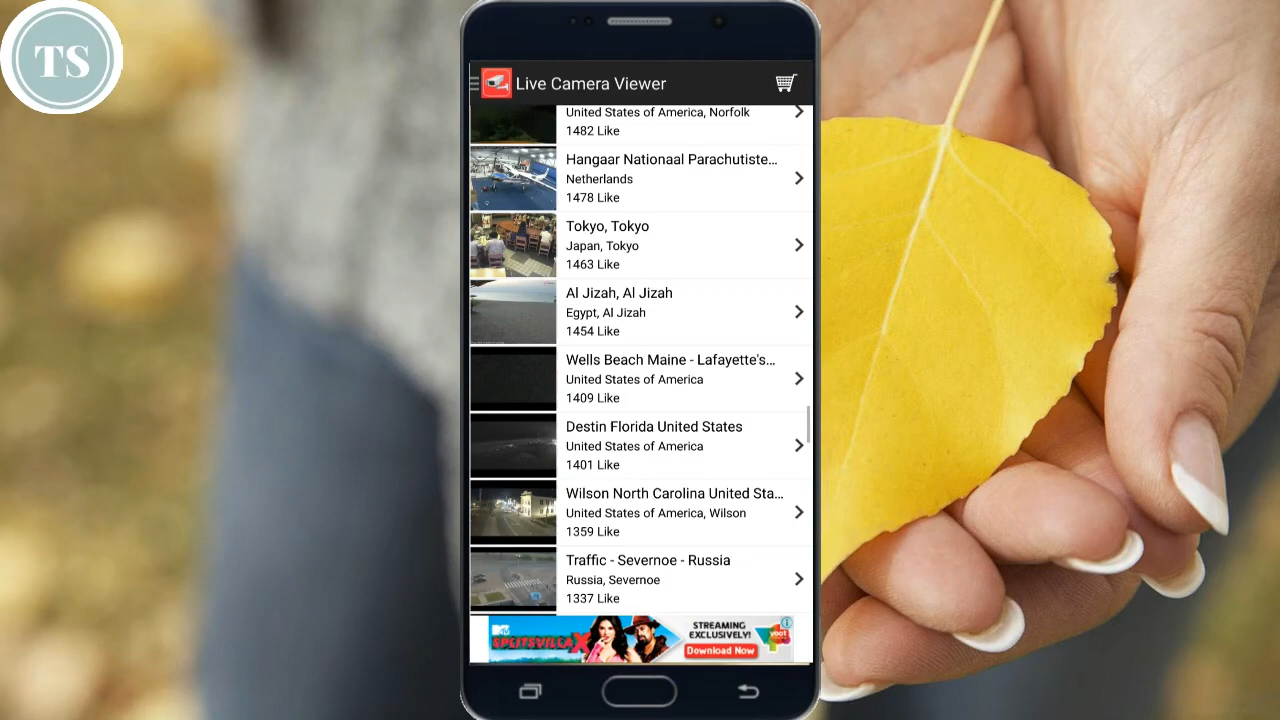 TS
Live Camera Viewer
United States of America, Norfolk
1482 Like
Hangaar Nationaal Parachutiste...
Netherlands
1478 Like
Tokyo, Tokyo
Japan, Tokyo
1463 Like
Al Jizah, Al Jizah
Egypt, Al Jizah
1454 Like
Wells Beach Maine - Lafayette's...
United States of America
1409 Like
Destin Florida United States
United States of America
1401 Like
Wilson North Carolina United Sta...
United States of America, Wilson
1359 Like
Traffic - Severnoe - Russia
Russia, Severnoe
1337 Like
MTV
SPLITSVILLA X
STREAMING
EXCLUSIVELY!
voot
Download Now